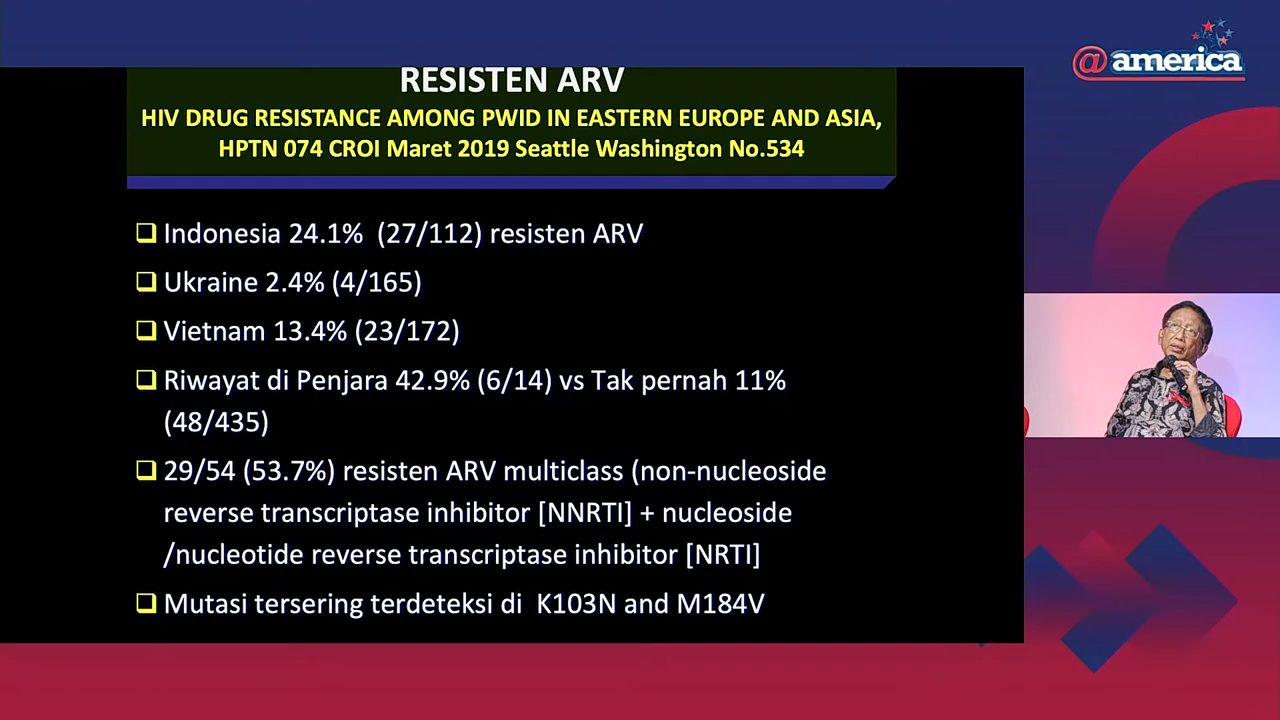 @america
RESISTEN ARV
HIV DRUG RESISTANCE AMONG PWID IN EASTERN EUROPE AND ASIA,
HPTN 074 CROI Maret 2019 Seattle Washington No.534
Indonesia 24.1% (27/112) resisten ARV
Ukraine 2.4% (4/165)
Vietnam 13.4% (23/172)
Riwayat di Penjara 42.9% (6/14) vs Tak pernah 11%
(48/435)
29/54 (53.7%) resisten ARV multiclass (non-nucleoside
reverse transcriptase inhibitor [NNRTI] + nucleoside
/nucleotide reverse transcriptase inhibitor [NRTI]
Mutasi tersering terdeteksi di K103N and M184V